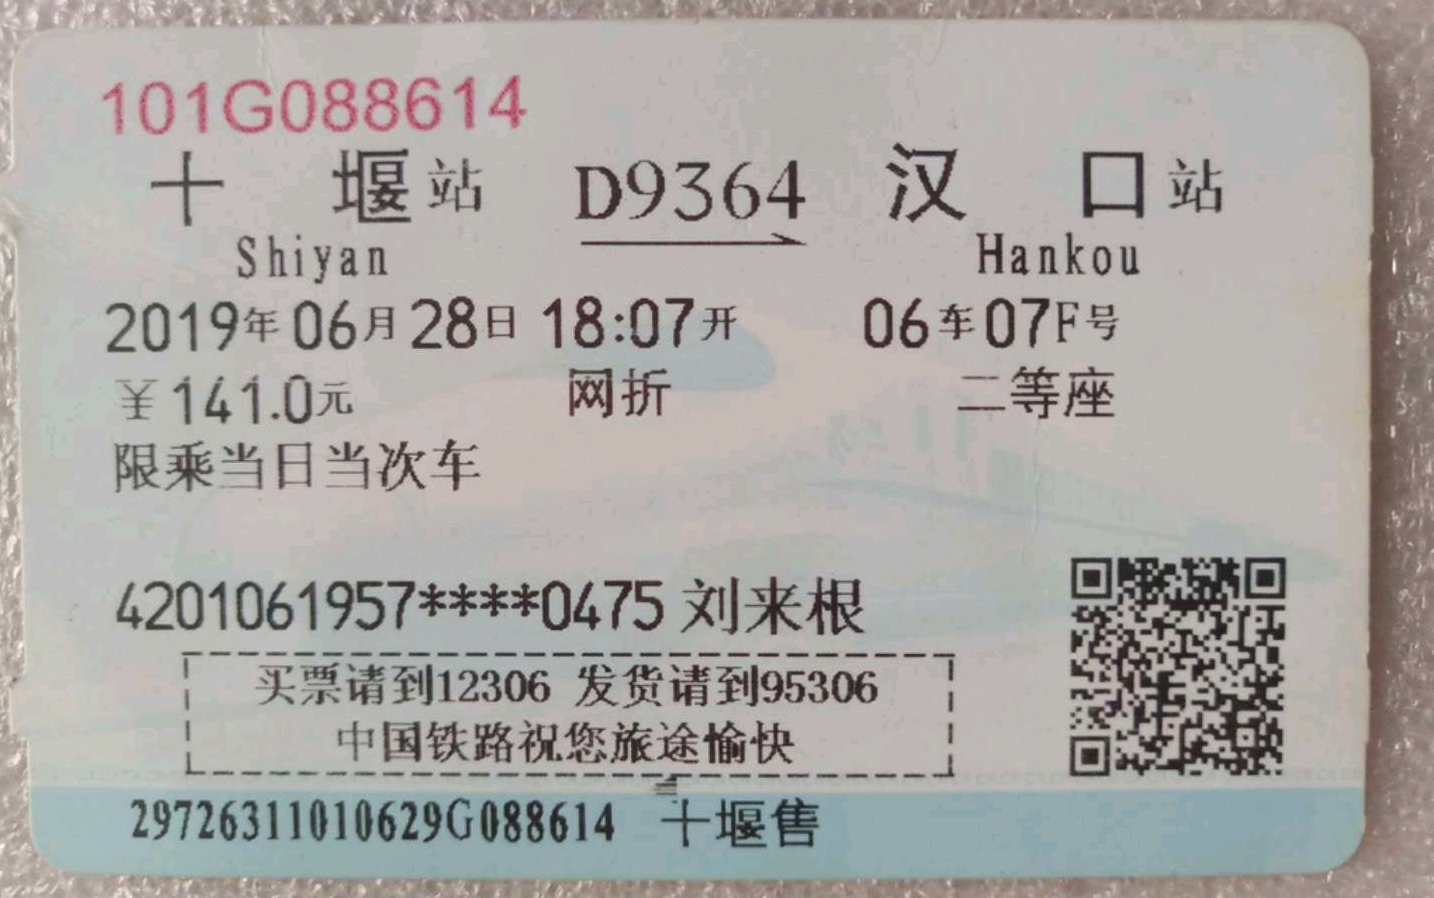 101G088614
十堰站 D9364 汉口站
Shiyan Hankou
2019年06月28日 18:07开 06车07F号
¥141.0元 网折 二等座
限乘当日当次车
4201061957****0475 刘来根
买票请到12306 发货请到95306
中国铁路祝您旅途愉快
29726311010629G088614 十堰售